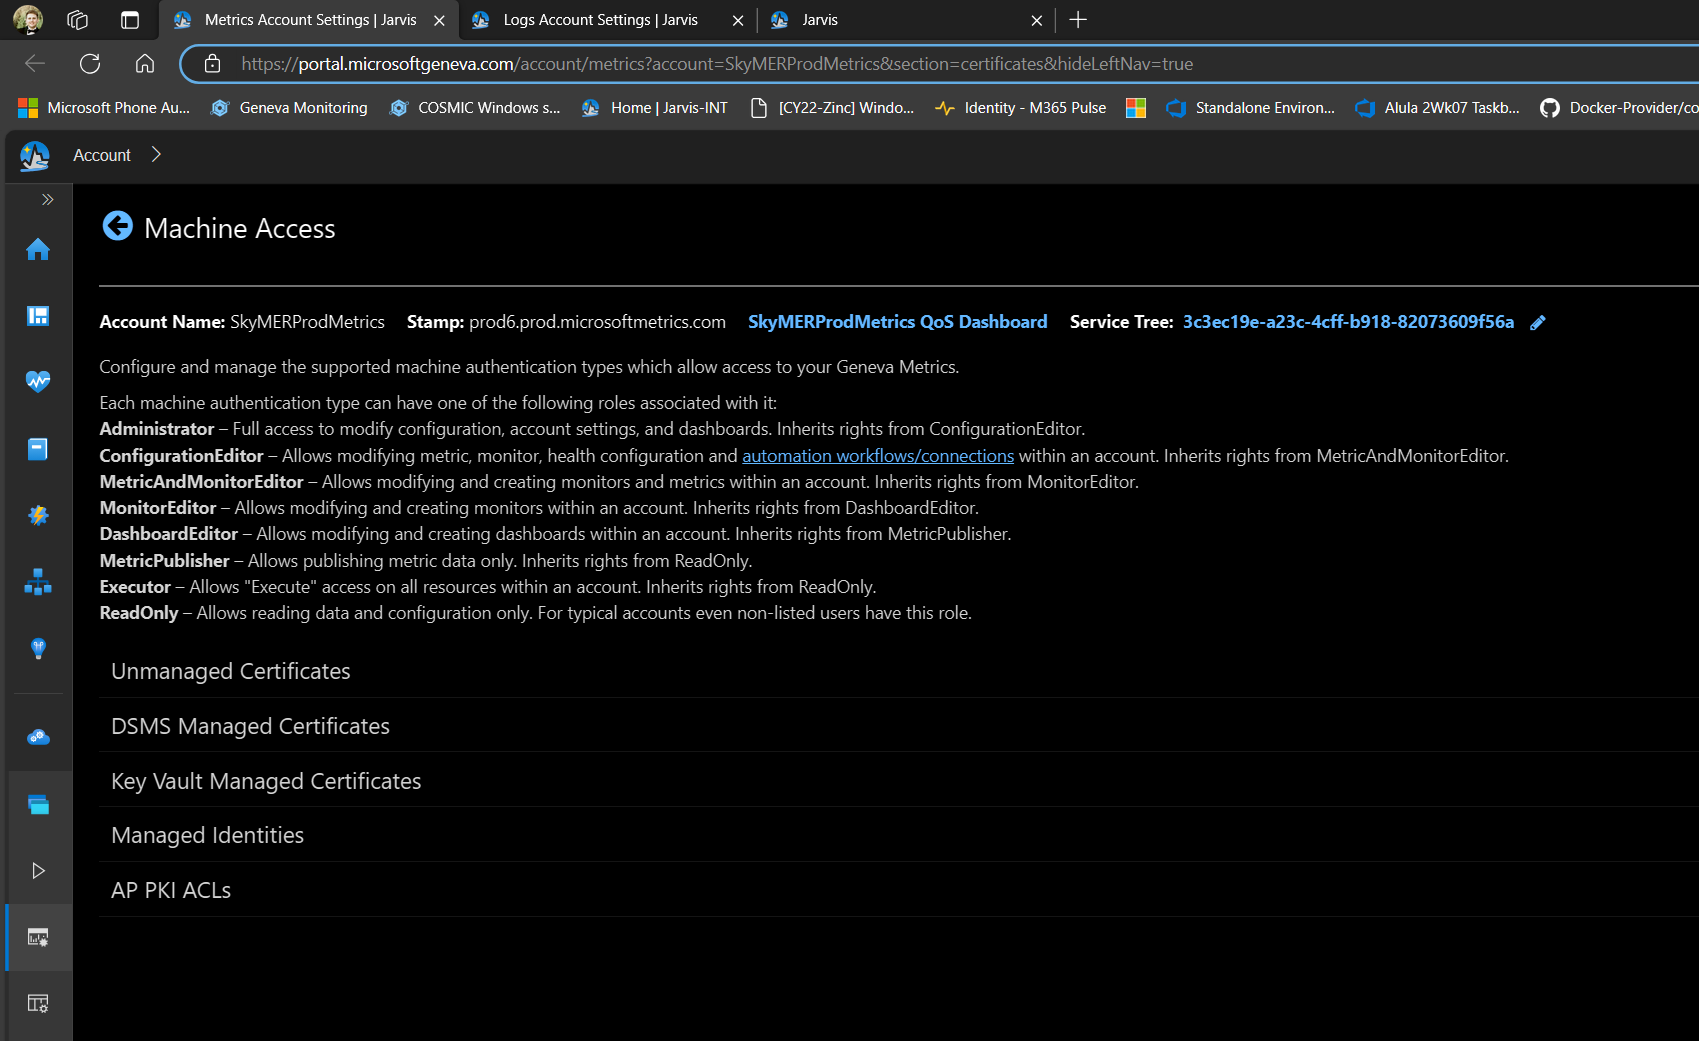 Metrics Account Settings | Jarvis
Logs Account Settings | Jarvis
Jarvis
https://portal.microsoftgeneva.com/account/metrics?account=SkyMERProdMetrics&section=certificates&hideLeftNav=true
Microsoft Phone Au...
Geneva Monitoring
COSMIC Windows s...
Home | Jarvis-INT
[CY22-Zinc] Windo...
Identity - M365 Pulse
Standalone Environ...
Alula 2Wk07 Taskb...
Docker-Provider/co
Account
Machine Access
Account Name: SkyMERProdMetrics Stamp: prod6.prod.microsoftmetrics.com SkyMERProdMetrics QoS Dashboard Service Tree: 3c3ec19e-a23c-4cff-b918-82073609f56a
Configure and manage the supported machine authentication types which allow access to your Geneva Metrics.
Each machine authentication type can have one of the following roles associated with it:
Administrator – Full access to modify configuration, account settings, and dashboards. Inherits rights from ConfigurationEditor.
ConfigurationEditor – Allows modifying metric, monitor, health configuration and automation workflows/connections within an account. Inherits rights from MetricAndMonitorEditor.
MetricAndMonitorEditor – Allows modifying and creating monitors and metrics within an account. Inherits rights from MonitorEditor.
MonitorEditor – Allows modifying and creating monitors within an account. Inherits rights from DashboardEditor.
DashboardEditor – Allows modifying and creating dashboards within an account. Inherits rights from MetricPublisher.
MetricPublisher – Allows publishing metric data only. Inherits rights from ReadOnly.
Executor – Allows "Execute" access on all resources within an account. Inherits rights from ReadOnly.
ReadOnly – Allows reading data and configuration only. For typical accounts even non-listed users have this role.
Unmanaged Certificates
DSMS Managed Certificates
Key Vault Managed Certificates
Managed Identities
AP PKI ACLs